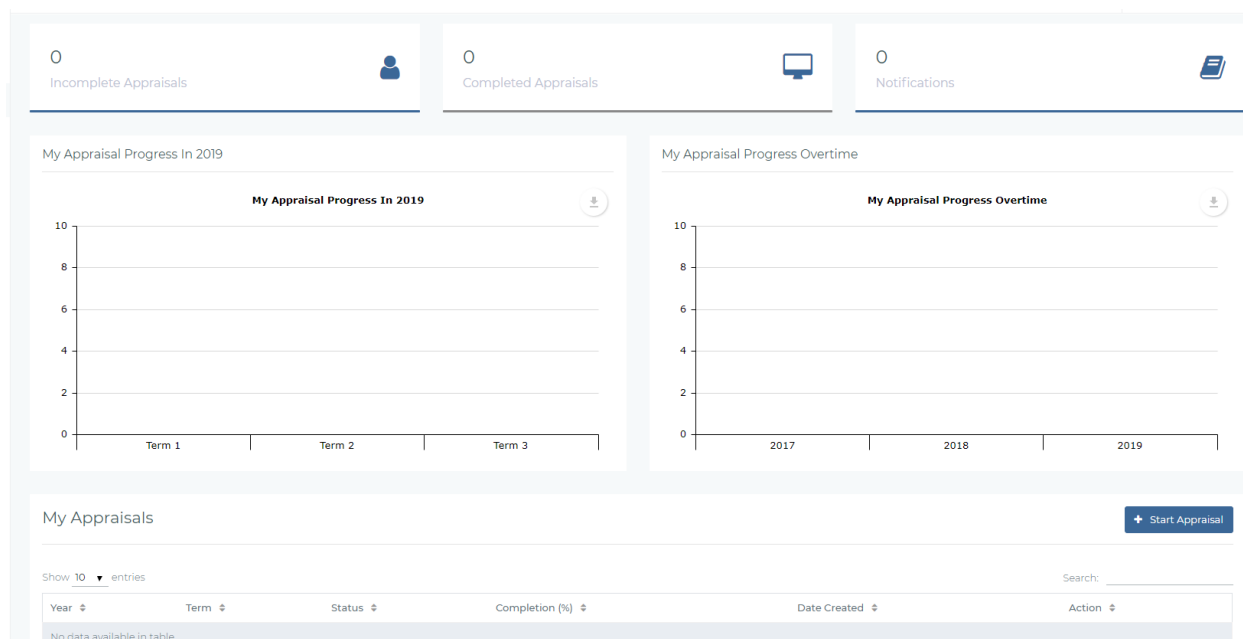 0
Incomplete Appraisals
0
Completed Appraisals
0
Notifications
My Appraisal Progress In 2019
My Appraisal Progress In 2019
10
8
6
4
2
0
Term 1 Term 2 Term 3
My Appraisal Progress Overtime
My Appraisal Progress Overtime
10
8
6
4
2
0
2017 2018 2019
My Appraisals
Start Appraisal
Show 10 entries
Search:
Year Term Status Completion (%) Date Created Action
No data available in table